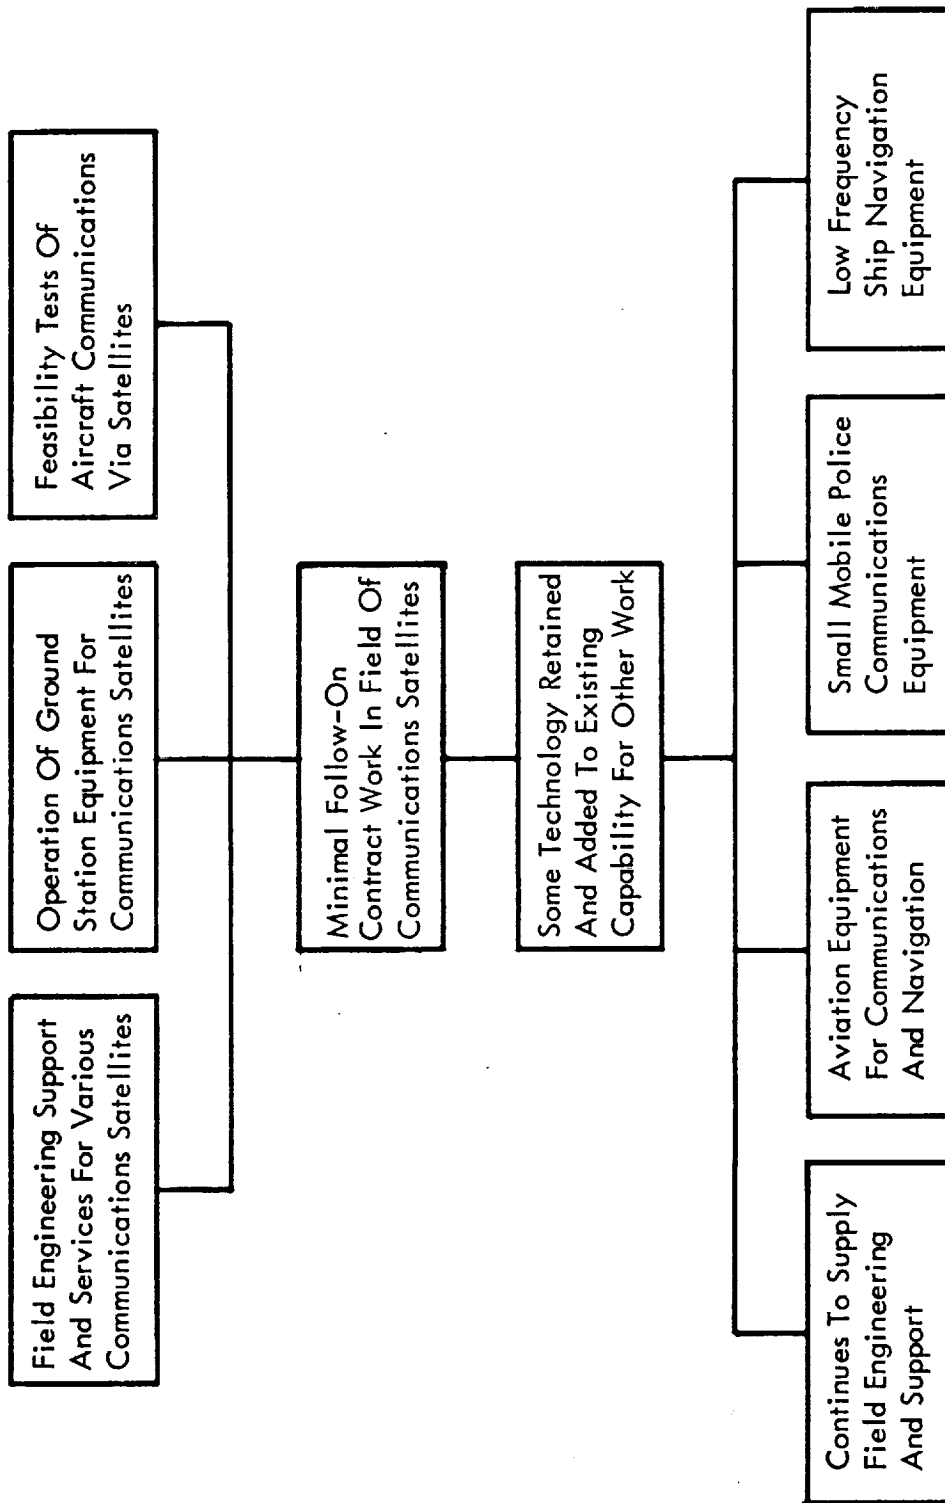 Field Engineering Support
And Services For Various
Communications Satellites
Operation Of Ground
Station Equipment For
Communications Satellites
Feasibility Tests Of
Aircraft Communications
Via Satellites
Minimal Follow-On
Contract Work In Field Of
Communications Satellites
Some Technology Retained
And Added To Existing
Capability For Other Work
Continues To Supply
Field Engineering
And Support
Aviation Equipment
For Communications
And Navigation
Small Mobile Police
Communications
Equipment
Low Frequency
Ship Navigation
Equipment